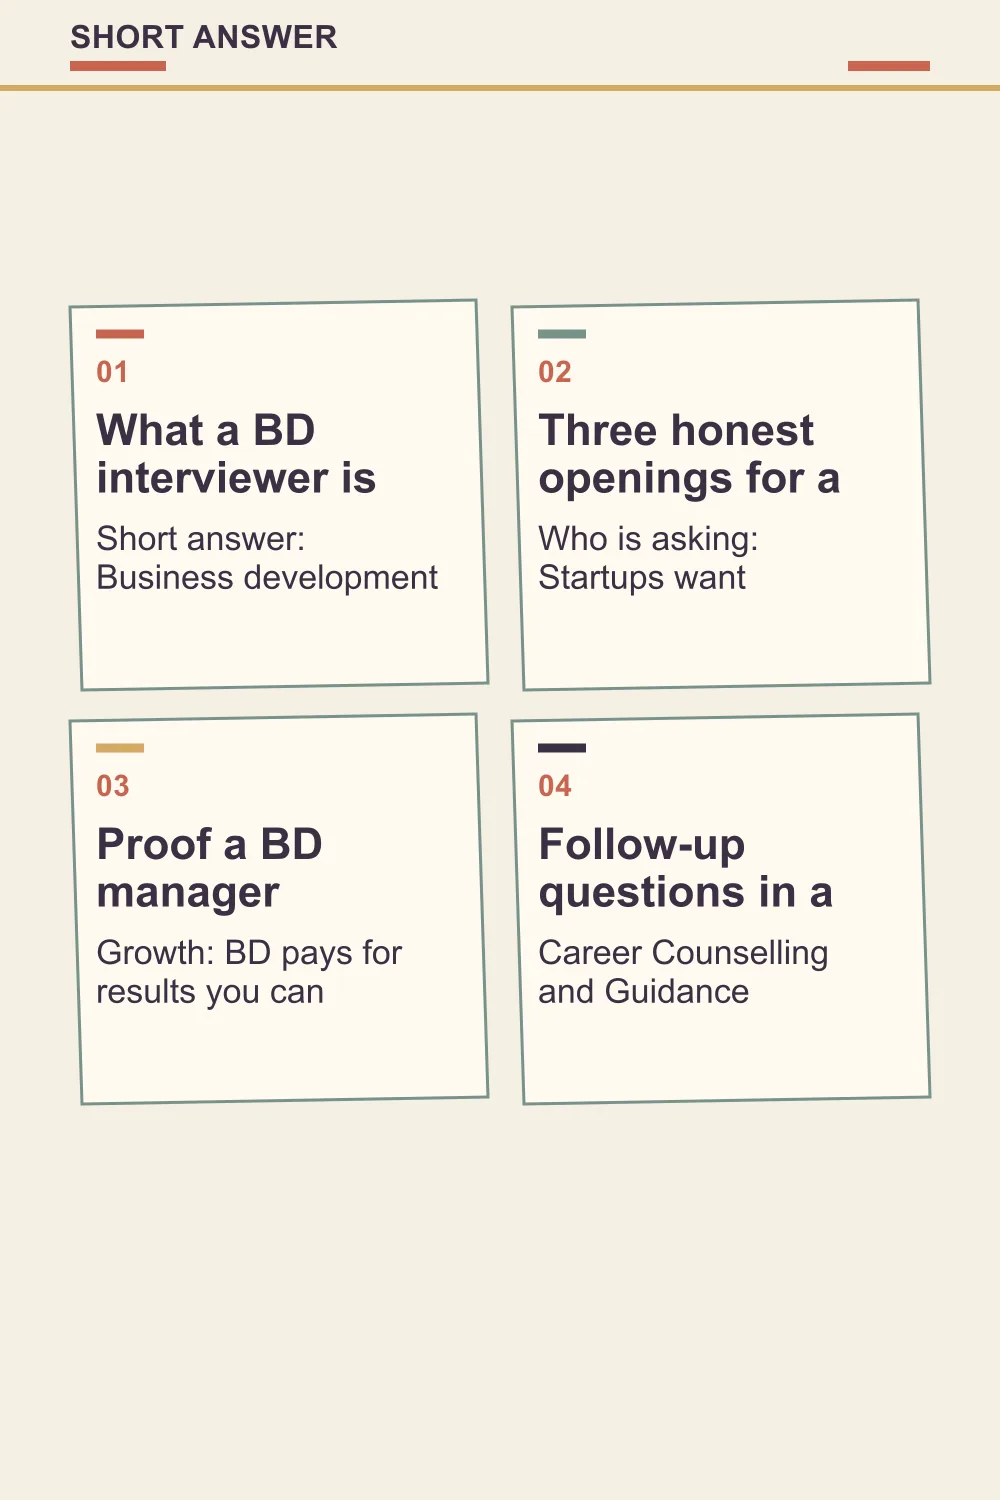 SHORT ANSWER
01
What a BD
interviewer is
Short answer:
Business development
02
Three honest
openings for a
Who is asking:
Startups want
03
Proof a BD
manager
Growth: BD pays for
results you can
04
Follow-up
questions in a
Career Counselling
and Guidance